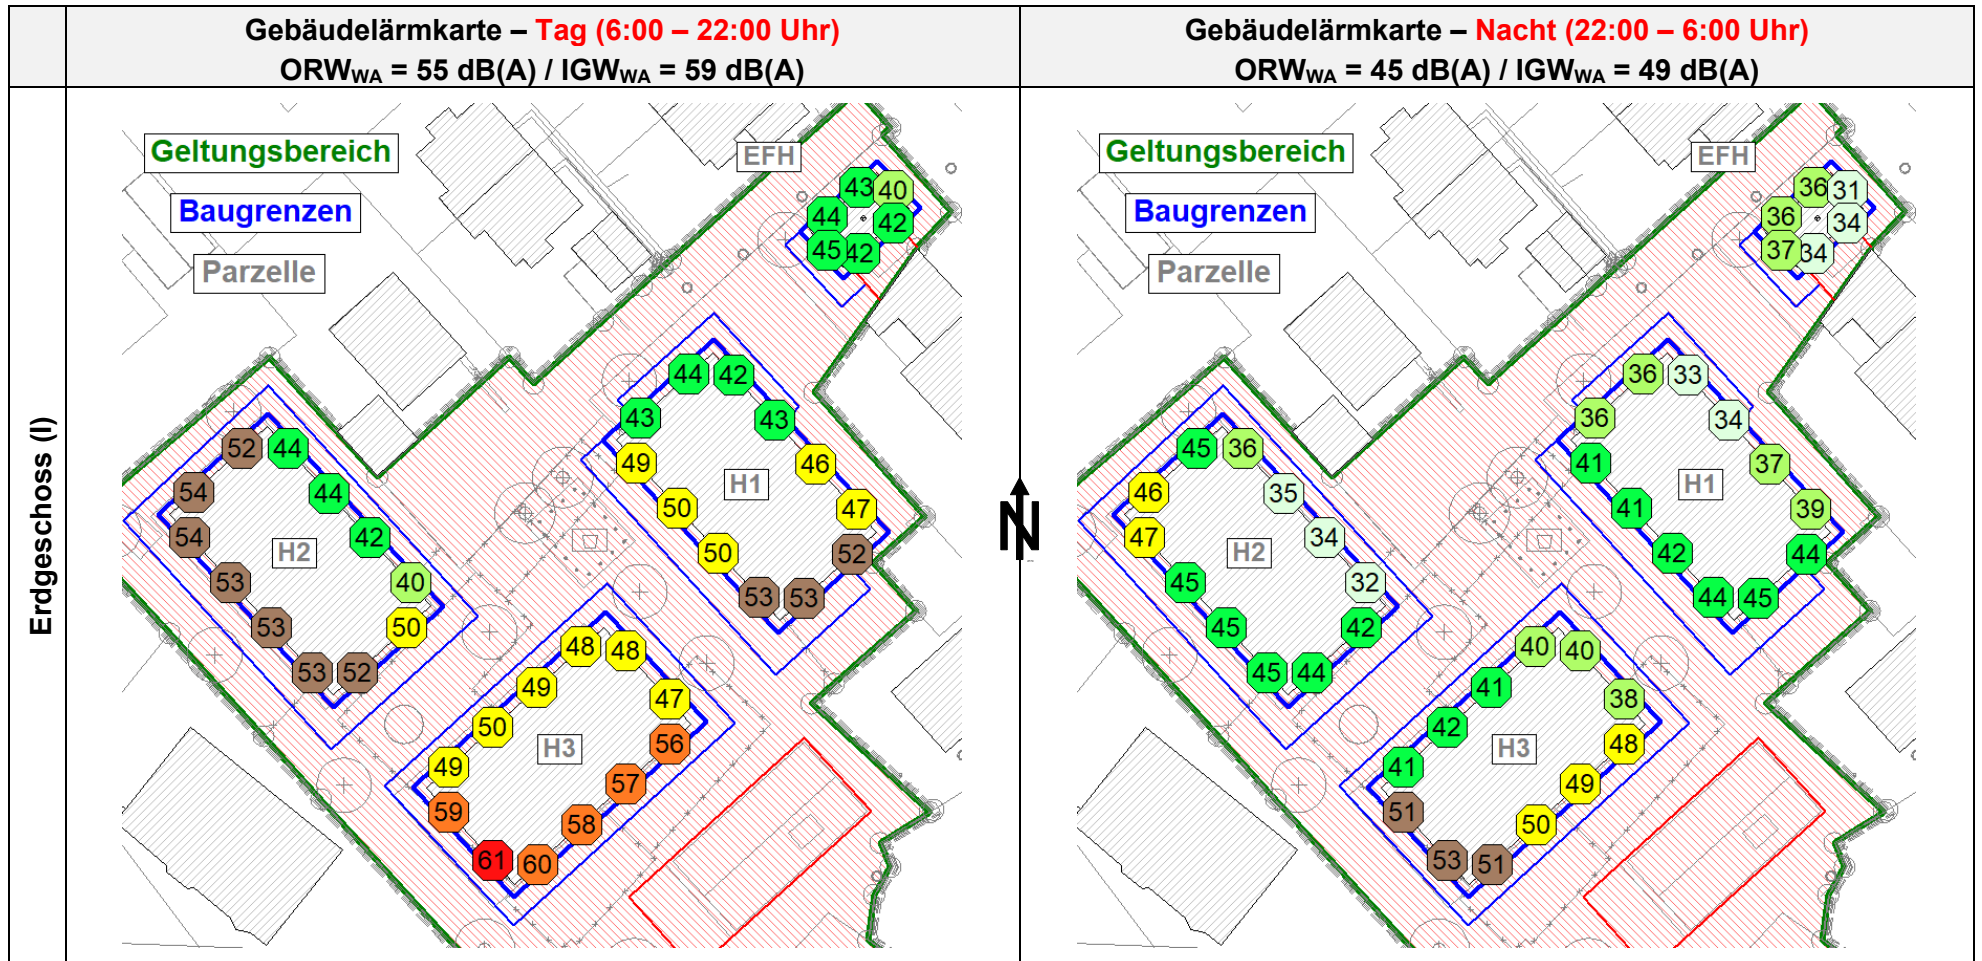 Gebäudelärmkarte – Tag (6:00 – 22:00 Uhr)
ORWWA = 55 dB(A) / IGWWA = 59 dB(A)
Gebäudelärmkarte – Nacht (22:00 – 6:00 Uhr)
ORWWA = 45 dB(A) / IGWWA = 49 dB(A)
Erdgeschoss (I)
Geltungsbereich
Baugrenzen
Parzelle
EFH
43 40
44 42
45 42
44 42
43 43
49 46
50 47
50 52
53 53
H1
52 44
54 44
54 42
53 40
53 50
53 52
H2
48 48
49 47
50 56
49 57
59 58
61 60
H3
N
Geltungsbereich
Baugrenzen
Parzelle
EFH
36 31
36 34
37 34
36 33
36 34
41 37
41 39
42 44
44 45
H1
45 36
46 35
47 34
45 32
45 42
45 44
H2
40 40
41 38
42 48
41 49
51 50
53 51
H3